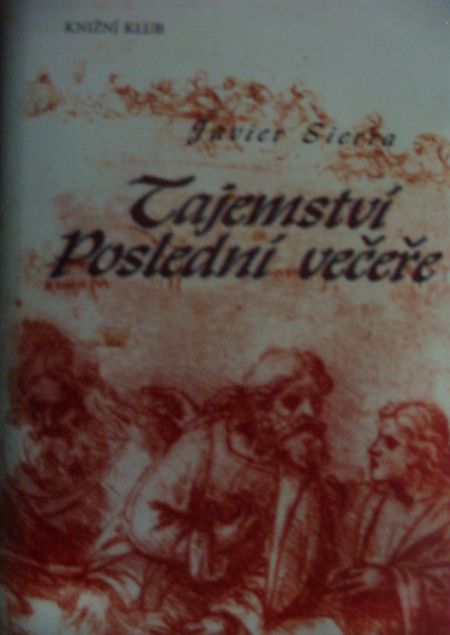 KNIŽNÍ KLUB
Javier Sierra
Tajemství
Poslední večeře